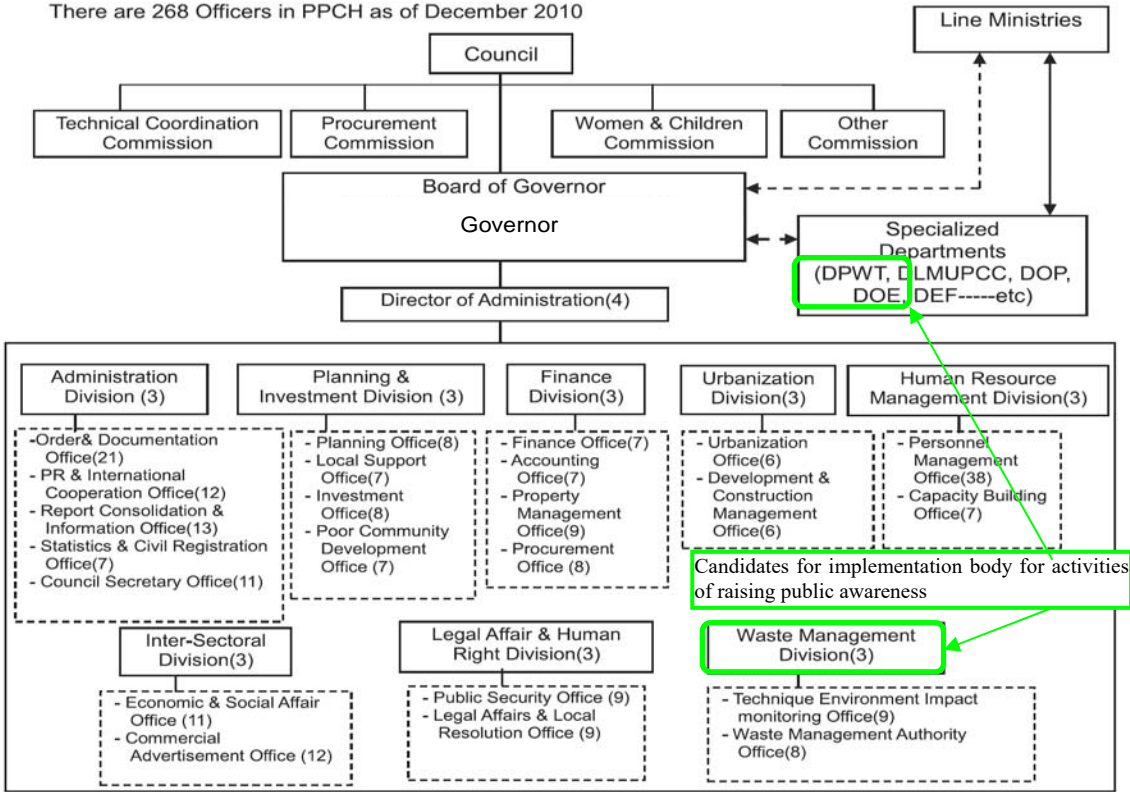 There are 268 Officers in PPCH as of December 2010
Line Ministries
Council
Technical Coordination
Commission
Procurement
Commission
Women & Children
Commission
Other
Commission
Board of Governor
Governor
Specialized
Departments
(DPWT, DLMUPCC, DOP,
DOE, DEF-----etc)
Director of Administration(4)
Administration
Division (3)
Planning &
Investment Division (3)
Finance
Division(3)
Urbanization
Division(3)
Human Resource
Management Division(3)
-Order& Documentation
Office(21)
- PR & International
Cooperation Office(12)
- Report Consolidation &
Information Office(13)
- Statistics & Civil Registration
Office(7)
- Council Secretary Office(11)
- Planning Office(8)
- Local Support
Office(7)
- Investment
Office(8)
- Poor Community
Development
Office (7)
- Finance Office(7)
- Accounting
Office(7)
- Property
Management
Office(9)
- Procurement
Office (8)
- Urbanization
Office(6)
- Development &
Construction
Management
Office(6)
- Personnel
Management
Office(38)
- Capacity Building
Office(7)
Candidates for implementation body for activities
of raising public awareness
Inter-Sectoral
Division(3)
Legal Affair & Human
Right Division(3)
Waste Management
Division(3)
- Economic & Social Affair
Office (11)
- Commercial
Advertisement Office (12)
- Public Security Office (9)
- Legal Affairs & Local
Resolution Office (9)
- Technique Environment Impact
monitoring Office(9)
- Waste Management Authority
Office(8)